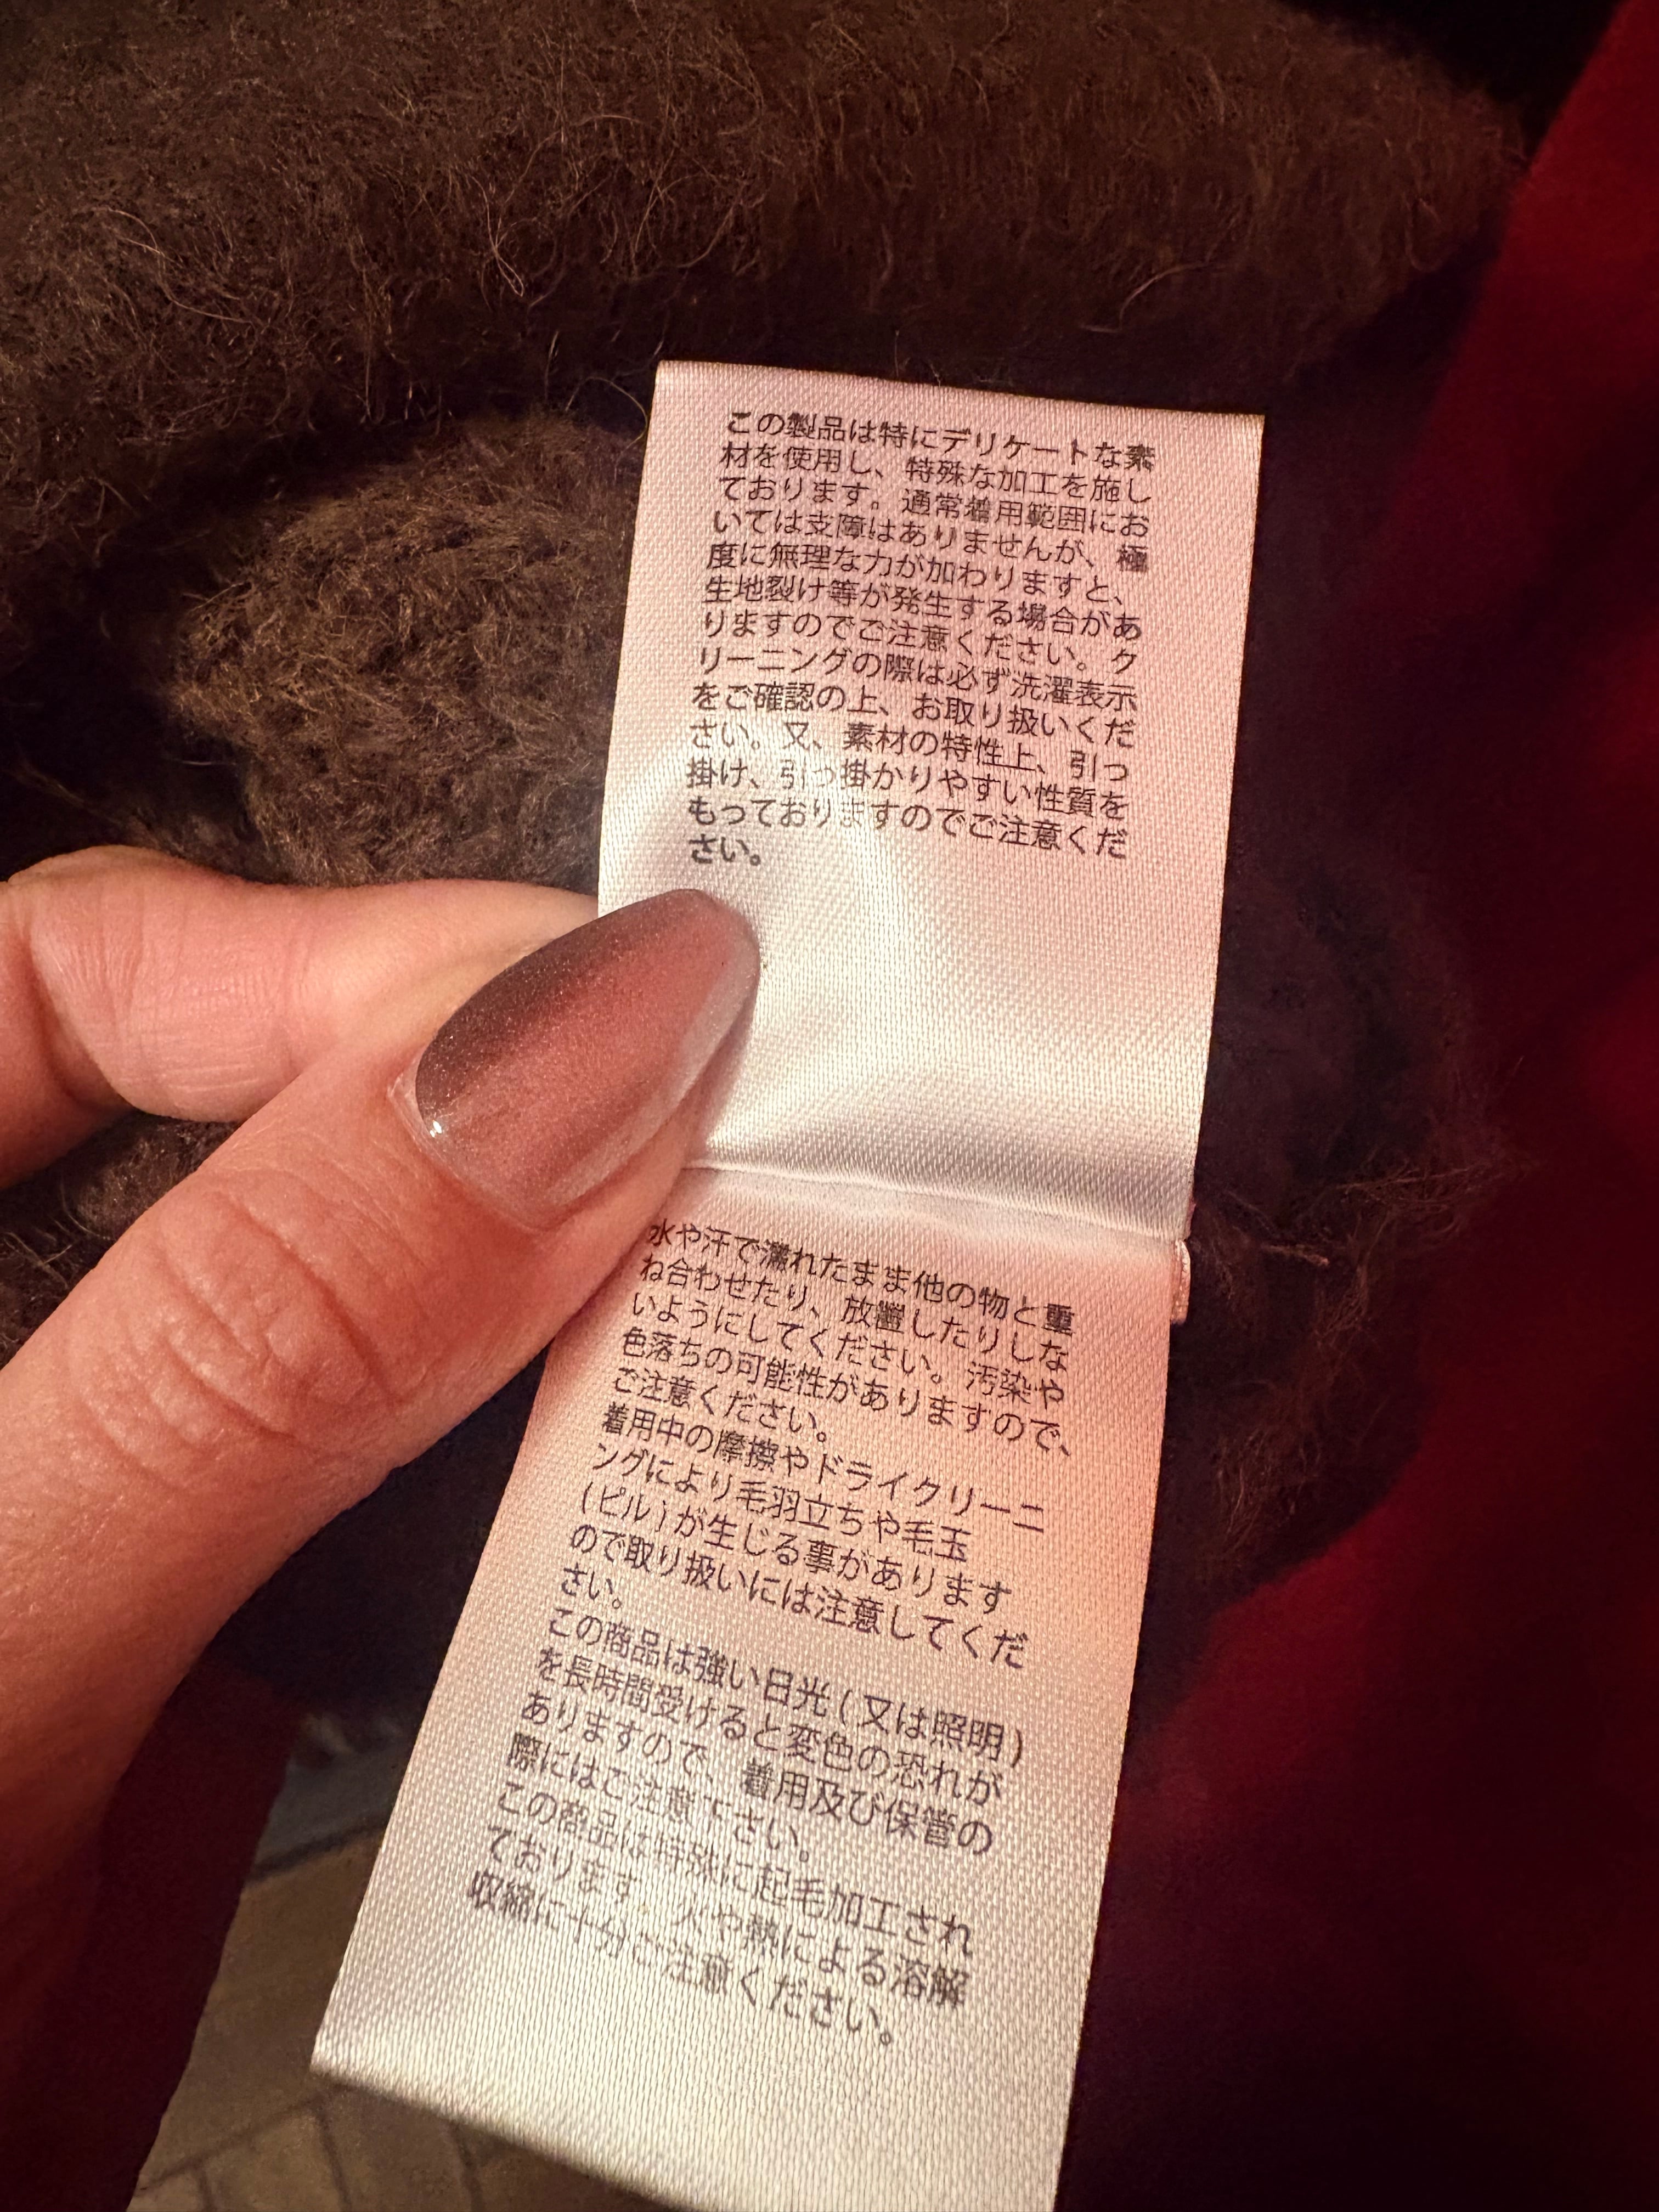 この製品は特にデリケートな素
材を使用し、特殊な加工を施し
ております。通常着用範囲にお
いては支障はありませんが、極
度に無理な力が加わりますと、
生地裂け等が発生する場合があ
りますのでご注意ください。ク
リーニングの際は必ず洗濯表示
をご確認の上、お取り扱いくだ
さい。又、素材の特性上、引っ
掛け、引っ掛かりやすい性質を
もっておりますのでご注意くだ
さい。
水や汗で濡れたまま他の物と重
ね合わせたり、放置したりしな
いようにしてください。汚染や
色落ちの可能性がありますので、
ご注意ください。
着用中の摩擦やドライクリーニ
ングにより毛羽立ちや毛玉
(ピル)が生じる事があります
ので取り扱いには注意してくだ
さい。
この商品は強い日光(又は照明)
を長時間受けると変色の恐れが
ありますので、着用及び保管の
際にはご注意下さい。
この商品は特殊に起毛加工され
ております。火や熱による溶解
収縮に十分ご注意ください。